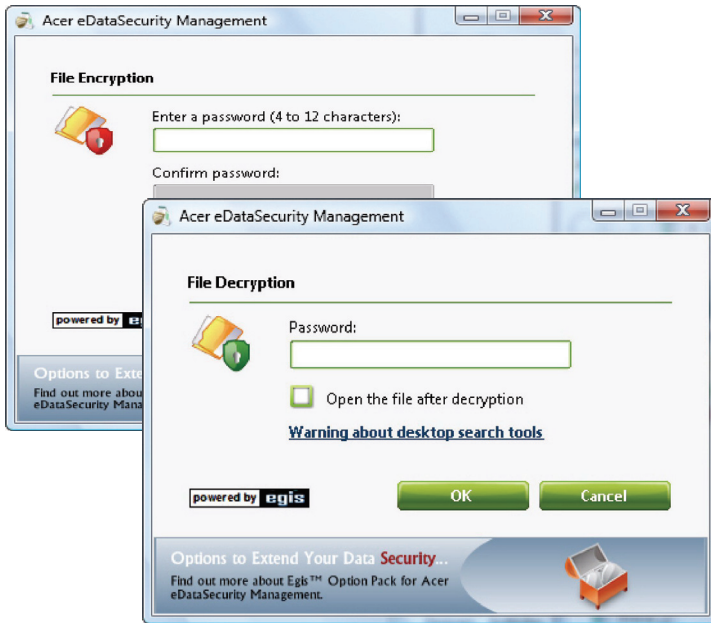 Acer eDataSecurity Management
File Encryption
Enter a password (4 to 12 characters):
Confirm password:
powered by
Options to
Find out more
eDataSecurity
Acer eDataSecurity Management
File Decryption
Password:
Open the file after decryption
Warning about desktop search tools
powered by egis
OK
Cancel
Options to Extend Your Data Security...
Find out more about Egis™ Option Pack for Acer
eDataSecurity Management.